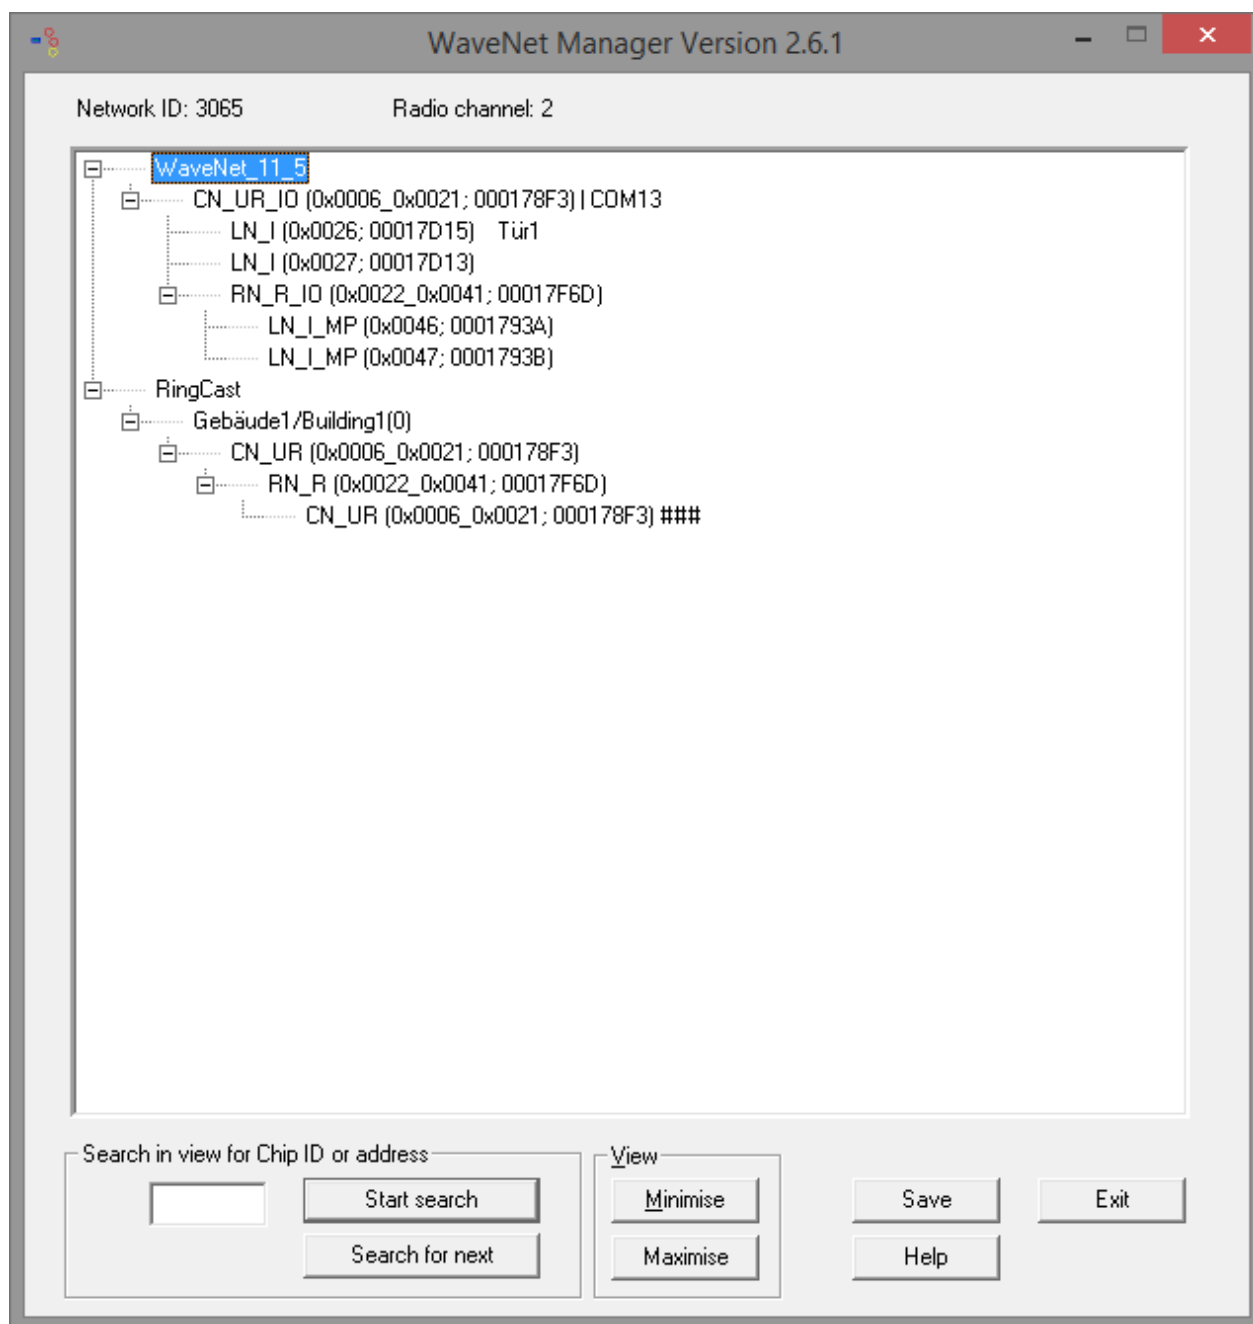 WaveNet Manager Version 2.6.1
Network ID: 3065 Radio channel: 2
WaveNet_11_5
CN_UR_IO (0x0006_0x0021; 000178F3) | COM13
LN_I (0x0026; 00017D15) Tür1
LN_I (0x0027; 00017D13)
RN_R_IO (0x0022_0x0041; 00017F6D)
LN_I_MP (0x0046; 0001793A)
LN_I_MP (0x0047; 0001793B)
RingCast
Gebäude1/Building1(0)
CN_UR (0x0006_0x0021; 000178F3)
RN_R (0x0022_0x0041; 00017F6D)
CN_UR (0x0006_0x0021; 000178F3) ###
Search in view for Chip ID or address
Start search
Search for next
View
Minimise
Maximise
Save
Help
Exit